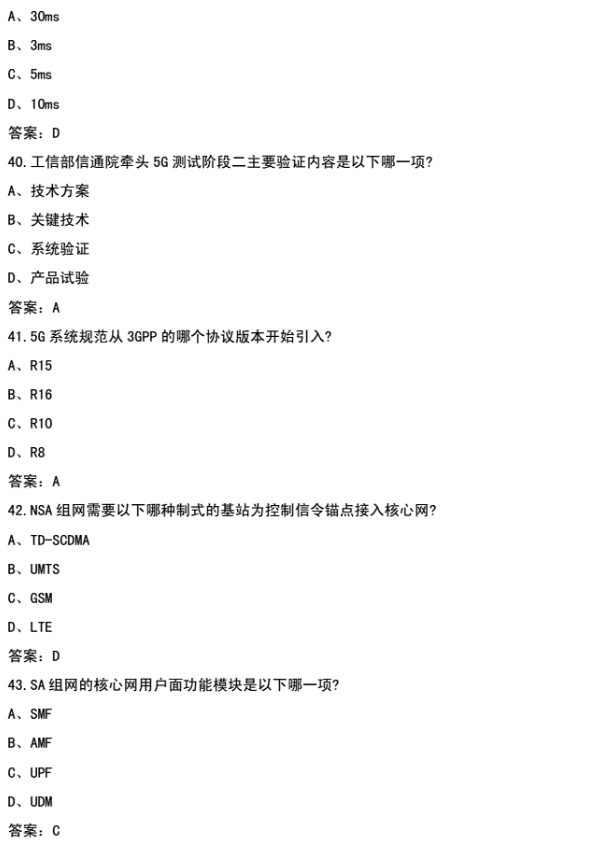 A、30ms
B、3ms
C、5ms
D、10ms
答案：D
40.工信部信通院牵头 5G 测试阶段二主要验证内容是以下哪一项?
A、技术方案
B、关键技术
C、系统验证
D、产品试验
答案：A
41.5G 系统规范从 3GPP 的哪个协议版本开始引入?
A、R15
B、R16
C、R10
D、R8
答案：A
42.NSA 组网需要以下哪种制式的基站为控制信令锚点接入核心网?
A、TD-SCDMA
B、UMTS
C、GSM
D、LTE
答案：D
43.SA 组网的核心网用户面功能模块是以下哪一项?
A、SMF
B、AMF
C、UPF
D、UDM
答案：C